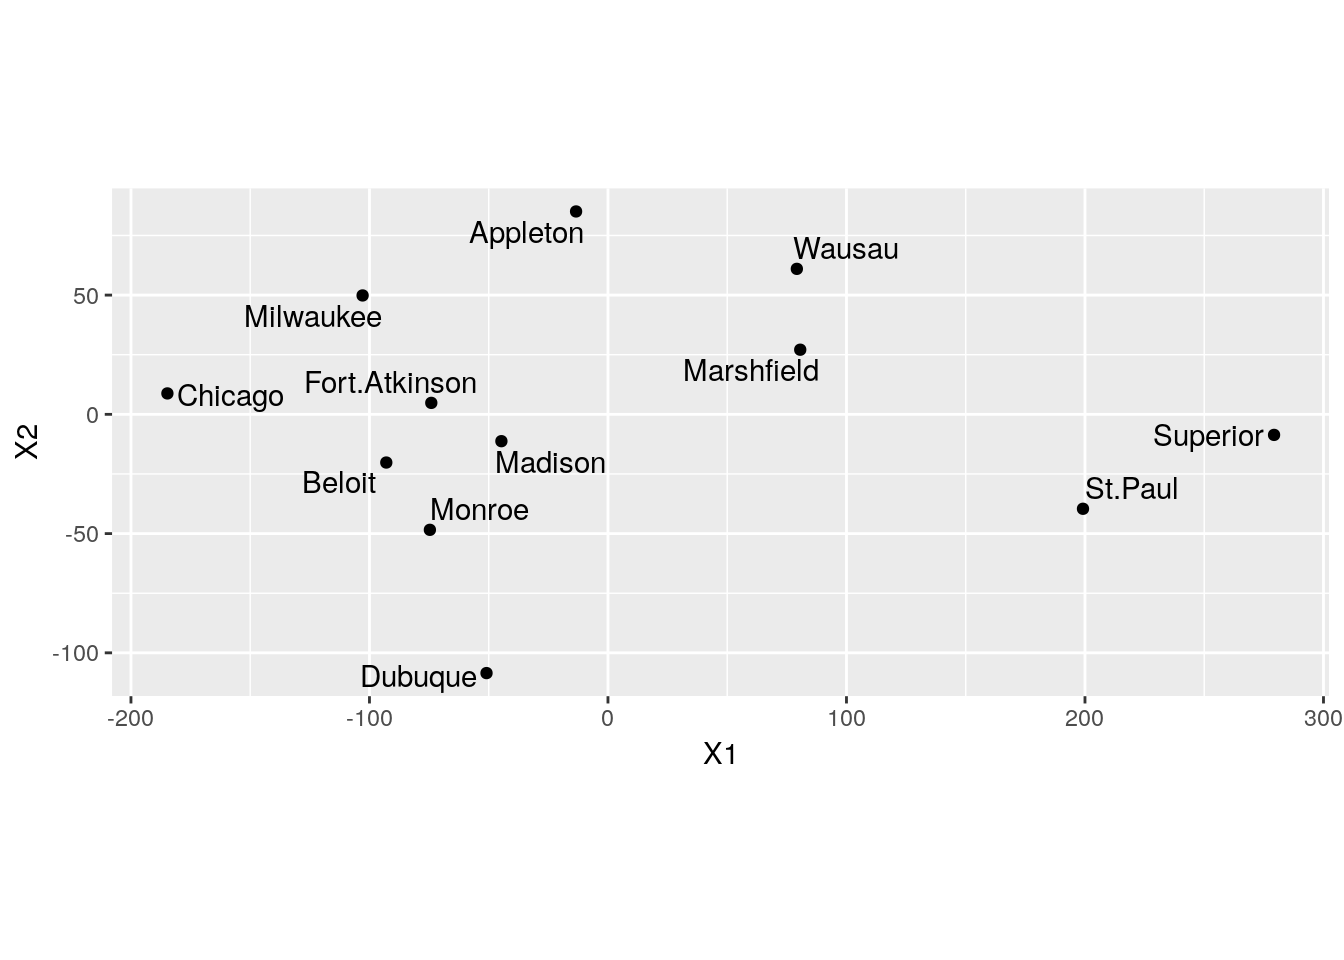 Appleton
Wausau
Milwaukee
Marshfield
Fort.Atkinson
Chicago
Superior
Madison
Beloit
St.Paul
Monroe
Dubuque
50
0
-50
-100
X2
-200 -100 0 100 200 300
X1